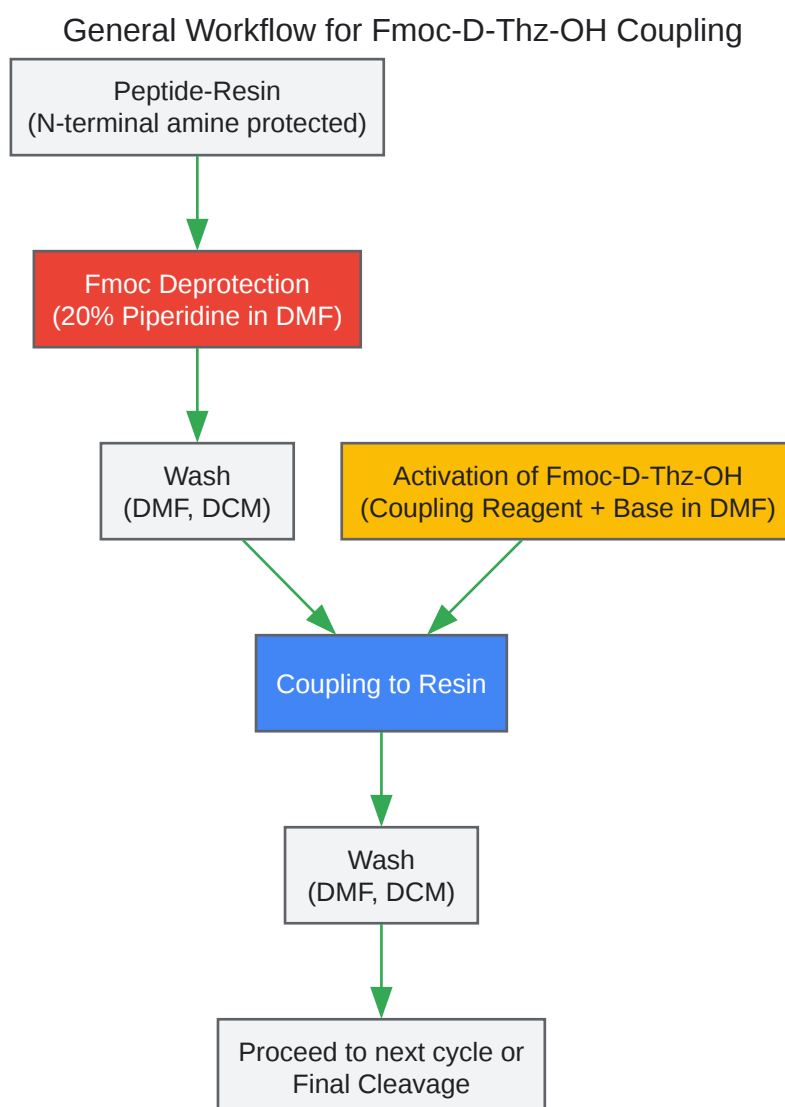 General Workflow for Fmoc-D-Thz-OH Coupling
Peptide-Resin
(N-terminal amine protected)
Fmoc Deprotection
(20% Piperidine in DMF)
Wash
(DMF, DCM)
Activation of Fmoc-D-Thz-OH
(Coupling Reagent + Base in DMF)
Coupling to Resin
Wash
(DMF, DCM)
Proceed to next cycle or
Final Cleavage